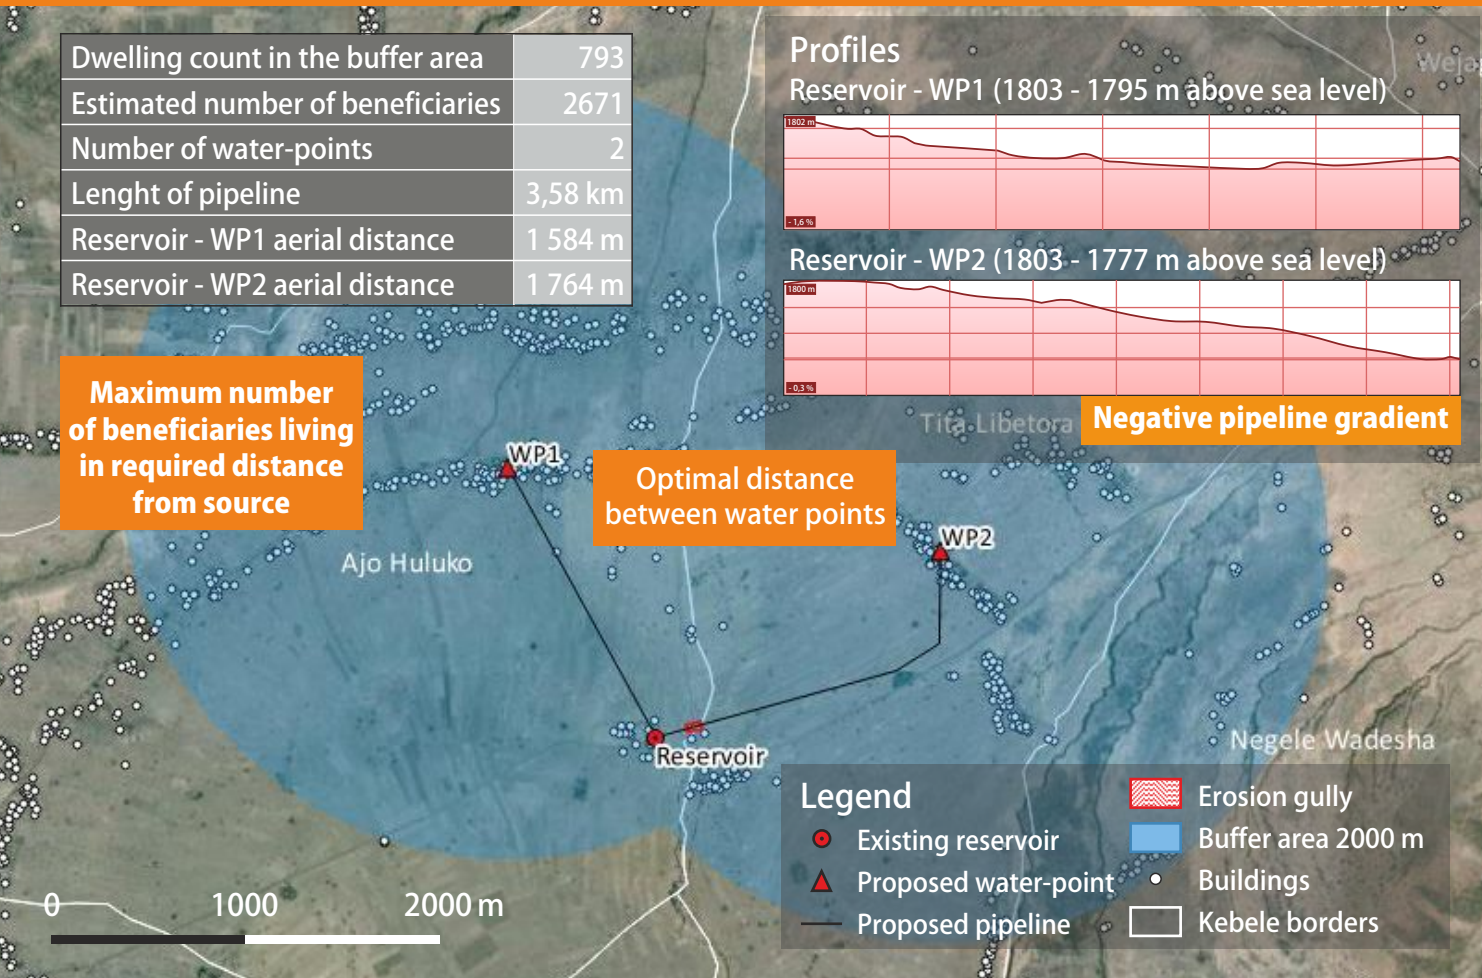 Dwelling count in the buffer area 793
Estimated number of beneficiaries 2671
Number of water-points 2
Lenght of pipeline 3,58 km
Reservoir - WP1 aerial distance 1 584 m
Reservoir - WP2 aerial distance 1 764 m
Profiles
Reservoir - WP1 (1803 - 1795 m above sea level)
1802 m
- 1,6 %
Reservoir - WP2 (1803 - 1777 m above sea level)
1800 m
- 0,3 %
Negative pipeline gradient
Tita Libetora
Maximum number
of beneficiaries living
in required distance
from source
WP1
Optimal distance
between water points
WP2
Ajo Huluko
Reservoir
Negele Wadesha
Legend
Existing reservoir
Proposed water-point
Proposed pipeline
Erosion gully
Buffer area 2000 m
Buildings
Kebele borders
0 1000 2000 m